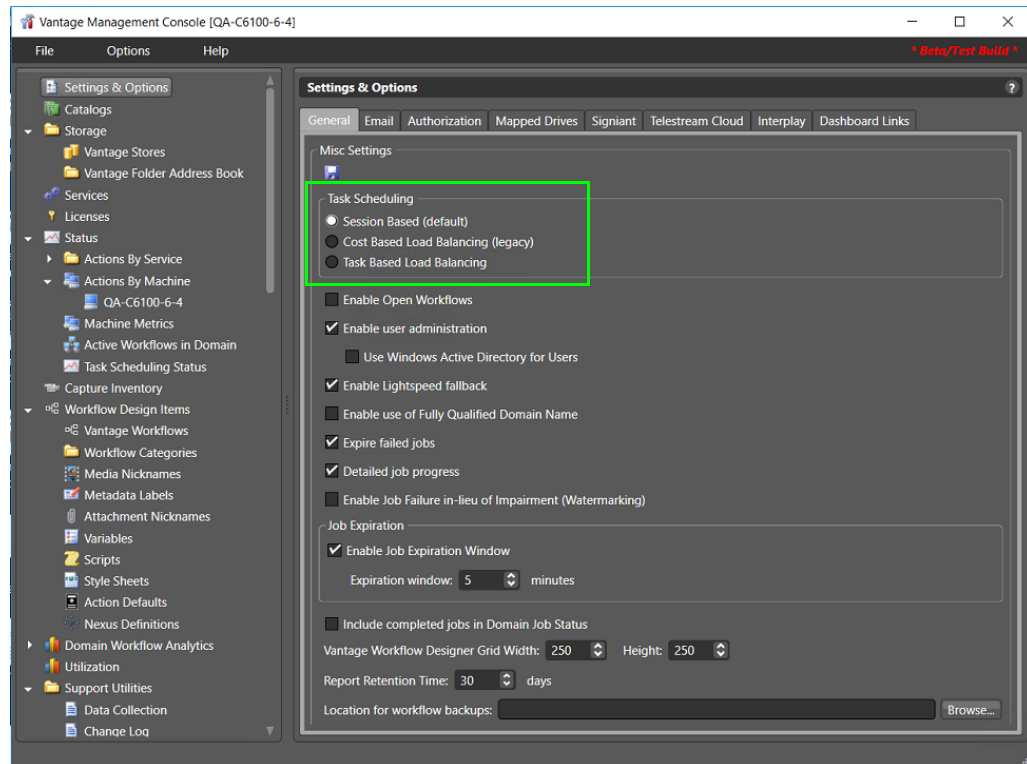 Vantage Management Console [QA-C6100-6-4]
File Options Help * Beta/Test Build *
Settings & Options
Catalogs
Storage
Vantage Stores
Vantage Folder Address Book
Services
Licenses
Status
Actions By Service
Actions By Machine
QA-C6100-6-4
Machine Metrics
Active Workflows in Domain
Task Scheduling Status
Capture Inventory
Workflow Design Items
Vantage Workflows
Workflow Categories
Media Nicknames
Metadata Labels
Attachment Nicknames
Variables
Scripts
Style Sheets
Action Defaults
Nexus Definitions
Domain Workflow Analytics
Utilization
Support Utilities
Data Collection
Change Log
Settings & Options ?
General Email Authorization Mapped Drives Signiant Telestream Cloud Interplay Dashboard Links
Misc Settings
Task Scheduling
Session Based (default)
Cost Based Load Balancing (legacy)
Task Based Load Balancing
Enable Open Workflows
Enable user administration
Use Windows Active Directory for Users
Enable Lightspeed fallback
Enable use of Fully Qualified Domain Name
Expire failed jobs
Detailed job progress
Enable Job Failure in-lieu of Impairment (Watermarking)
Job Expiration
Enable Job Expiration Window
Expiration window: 5 minutes
Include completed jobs in Domain Job Status
Vantage Workflow Designer Grid Width: 250 Height: 250
Report Retention Time: 30 days
Location for workflow backups: Browse...